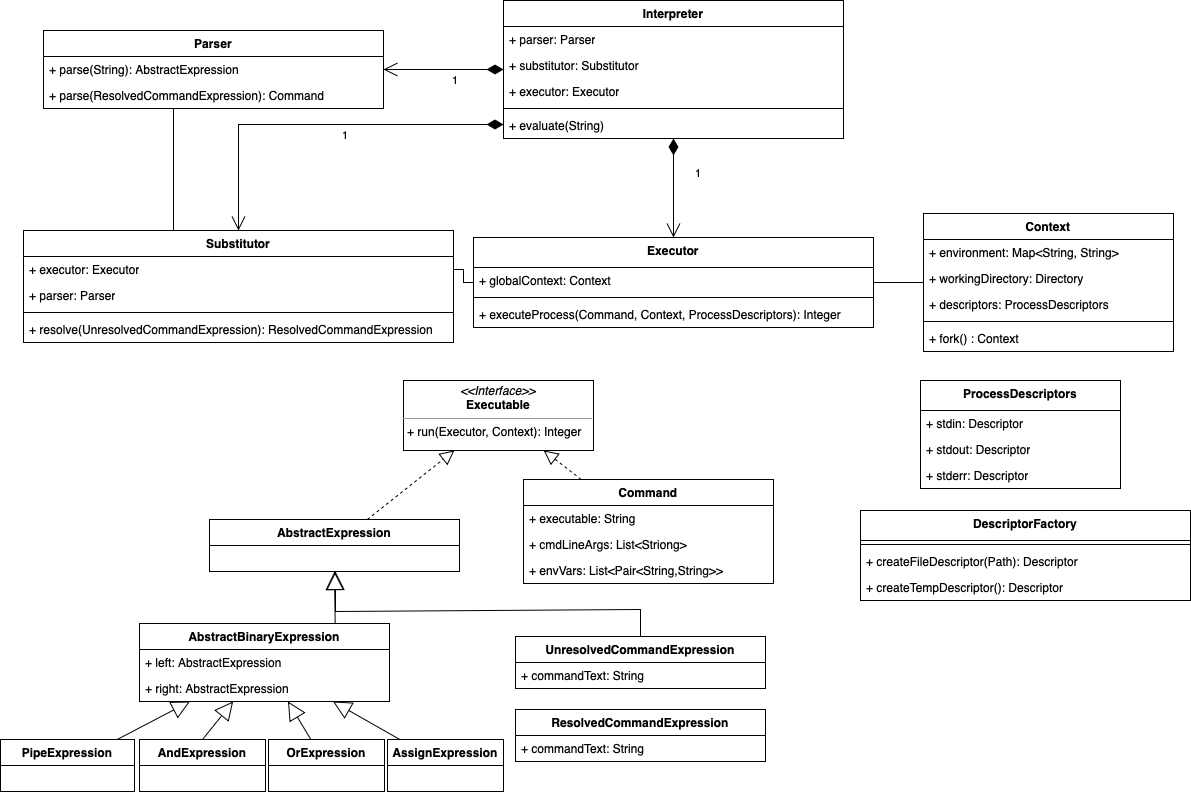 Interpreter
+ parser: Parser
+ substitutor: Substitutor
+ executor: Executor
+ evaluate(String)
Parser
+ parse(String): AbstractExpression
+ parse(ResolvedCommandExpression): Command
1
1
1
Substitutor
+ executor: Executor
+ parser: Parser
+ resolve(UnresolvedCommandExpression): ResolvedCommandExpression
Executor
+ globalContext: Context
+ executeProcess(Command, Context, ProcessDescriptors): Integer
Context
+ environment: Map<String, String>
+ workingDirectory: Directory
+ descriptors: ProcessDescriptors
+ fork() : Context
<<Interface>>
Executable
+ run(Executor, Context): Integer
ProcessDescriptors
+ stdin: Descriptor
+ stdout: Descriptor
+ stderr: Descriptor
AbstractExpression
Command
+ executable: String
+ cmdLineArgs: List<Striong>
+ envVars: List<Pair<String,String>>
DescriptorFactory
+ createFileDescriptor(Path): Descriptor
+ createTempDescriptor(): Descriptor
AbstractBinaryExpression
+ left: AbstractExpression
+ right: AbstractExpression
UnresolvedCommandExpression
+ commandText: String
ResolvedCommandExpression
+ commandText: String
PipeExpression
AndExpression
OrExpression
AssignExpression